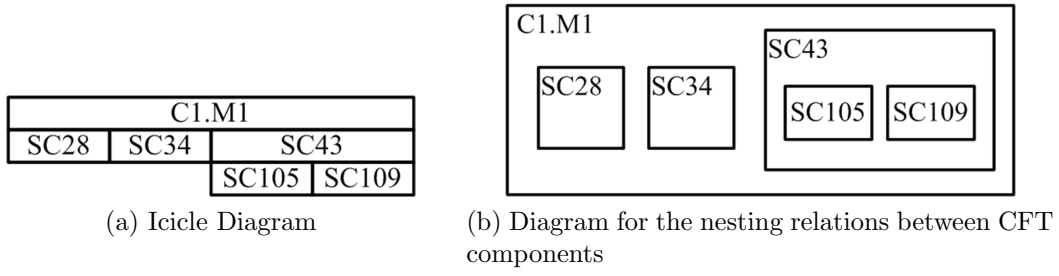 C1.M1
SC28 SC34 SC43
SC105 SC109
(a) Icicle Diagram
C1.M1
SC43
SC28 SC34
SC105 SC109
(b) Diagram for the nesting relations between CFT
components